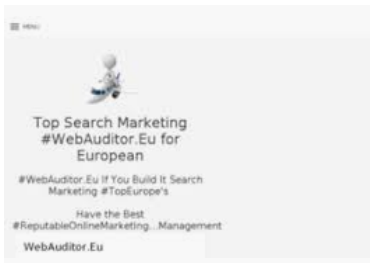 MENU
Top Search Marketing
#WebAuditor.Eu for
European
#WebAuditor.Eu If You Build It Search
Marketing #TopEurope's
Have the Best
#ReputableOnlineMarketing...Management
WebAuditor.Eu